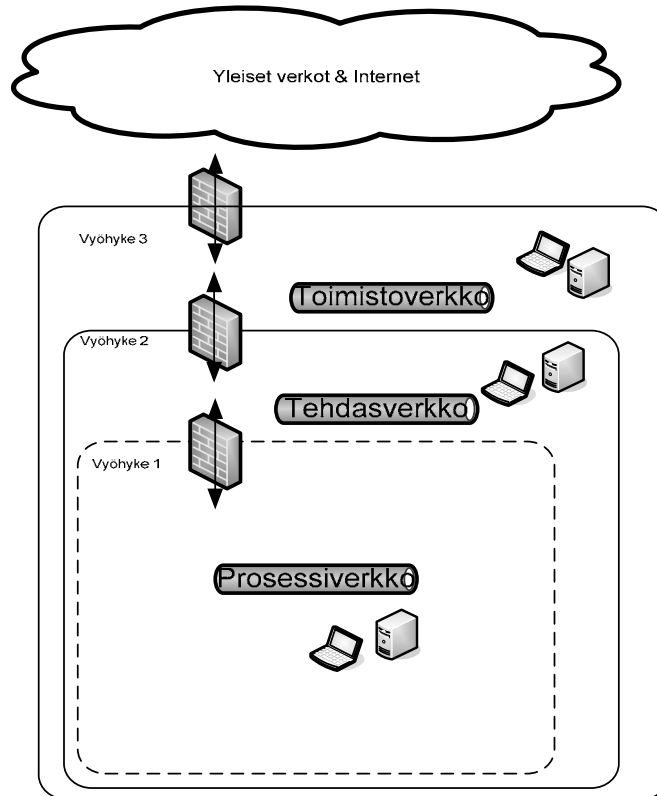 Yleiset verkot & Internet
Vyöhyke 3
Toimistoverkko
Vyöhyke 2
Tehdasverkko
Vyöhyke 1
Prosessiverkko